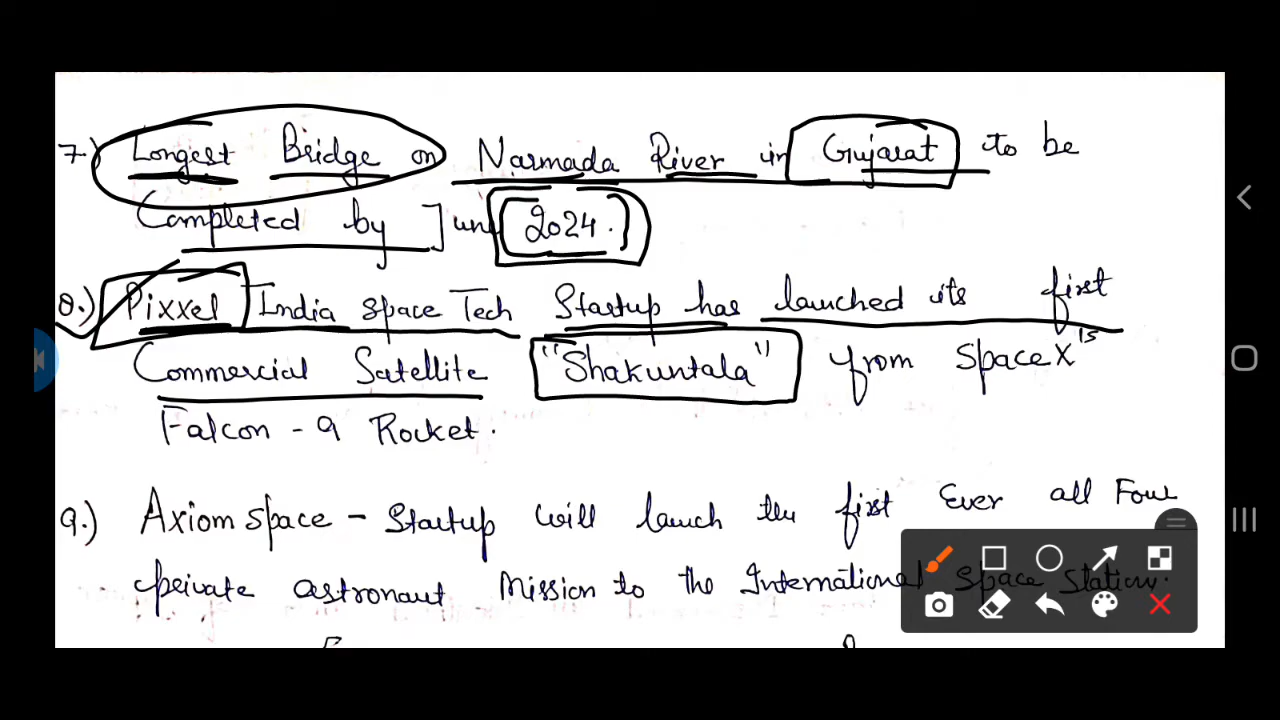 7.) Longest Bridge on Narmada River in Gujarat to be
Completed by ] 2024.
8.) Pixxel India Space Tech Startup has launched its first
Commercial Satellite "Shakuntala" from SpaceX's
Falcon - 9 Rocket.
9.) Axiom space - Startup will launch the first Ever all Four
private astronaut Mission to the International Space Station.